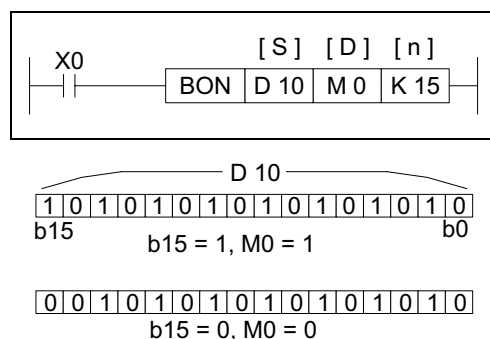 [ S ] [ D ] [ n ]
X0
BON D 10 M 0 K 15
D 10
1 0 1 0 1 0 1 0 1 0 1 0 1 0 1 0
b15 b0
b15 = 1, M0 = 1
0 0 1 0 1 0 1 0 1 0 1 0 1 0 1 0
b15 = 0, M0 = 0